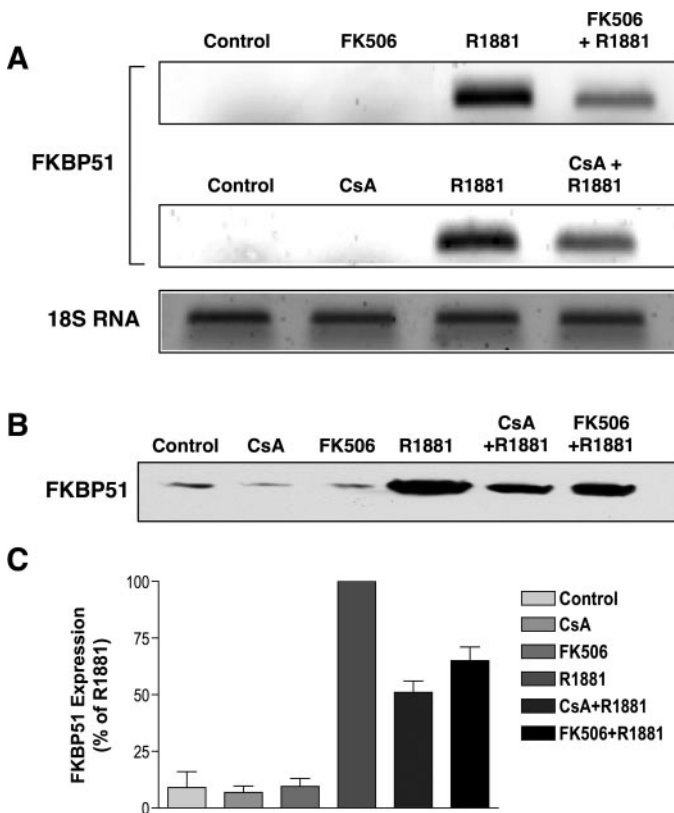 A
Control FK506 R1881 FK506 + R1881
FKBP51
Control CsA R1881 CsA + R1881
18S RNA
B
Control CsA FK506 R1881 CsA +R1881 FK506 +R1881
FKBP51
C
FKBP51 Expression
(% of R1881)
100
75
50
25
0
Control
CsA
FK506
R1881
CsA+R1881
FK506+R1881